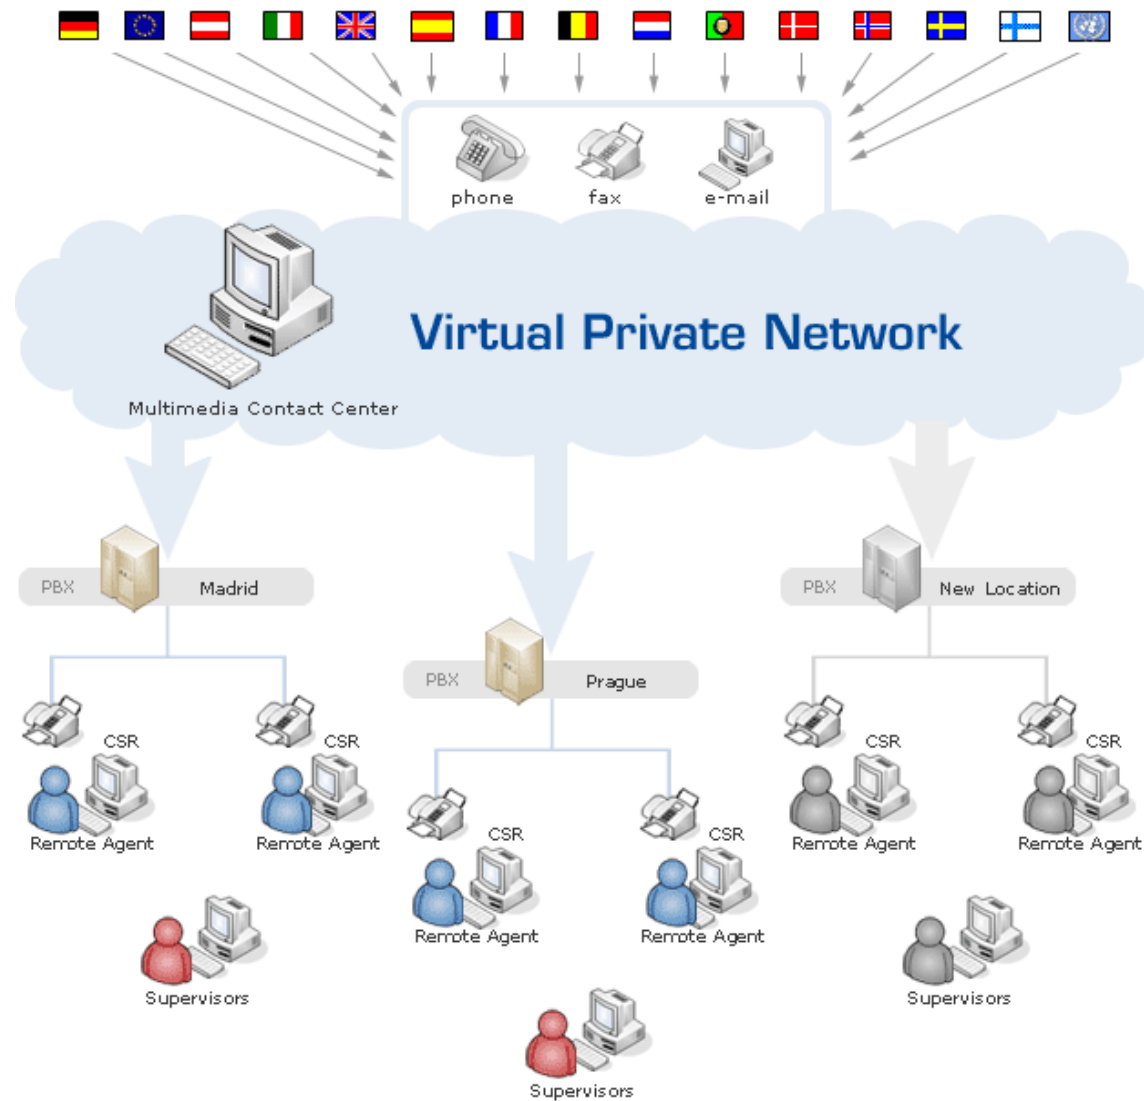 phone
fax
e-mail
Virtual Private Network
Multimedia Contact Center
PBX
Madrid
PBX
New Location
PBX
Prague
CSR
CSR
CSR
CSR
Remote Agent
Remote Agent
Remote Agent
Remote Agent
CSR
CSR
Remote Agent
Remote Agent
Supervisors
Supervisors
Supervisors